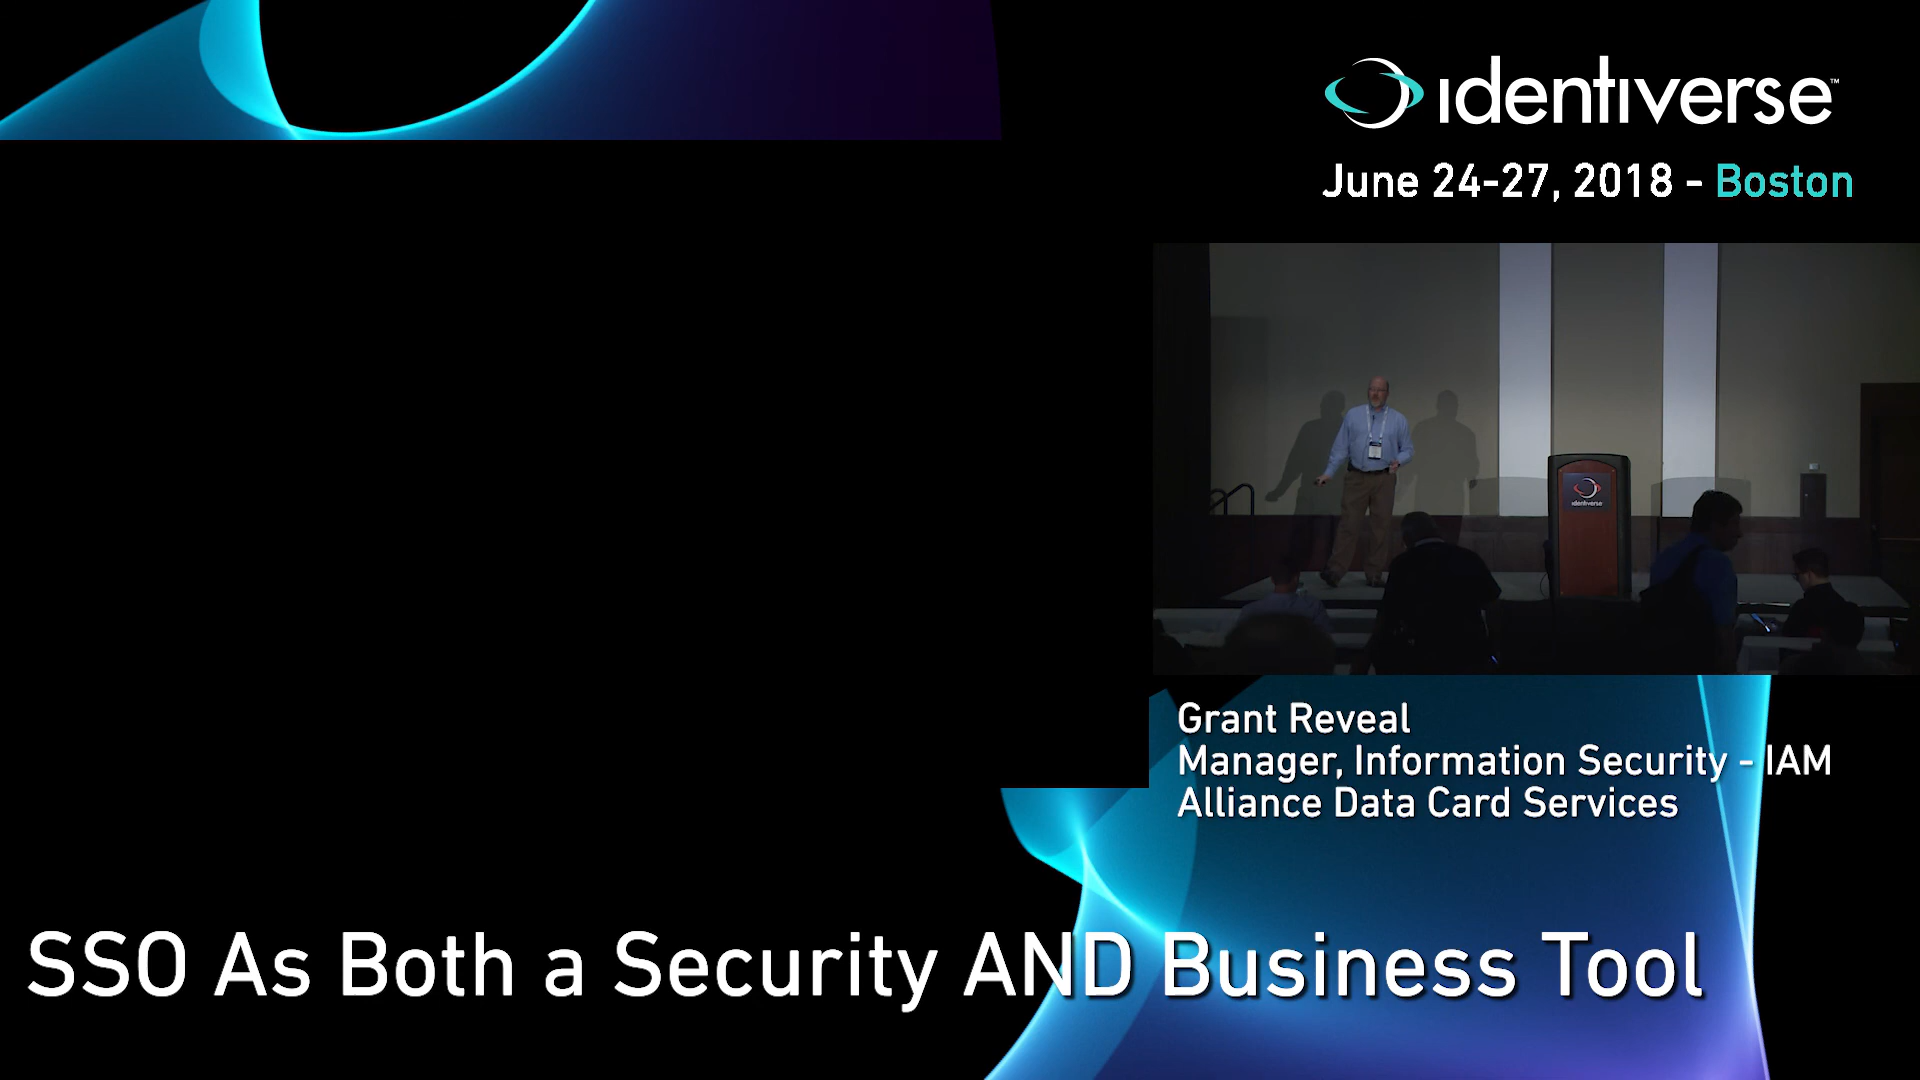 identiverse™
June 24-27, 2018 - Boston
identiverse
Grant Reveal
Manager, Information Security - IAM
Alliance Data Card Services
SSO As Both a Security AND Business Tool